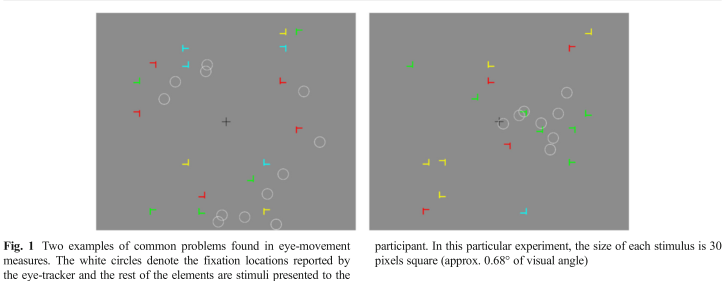 Fig. 1 Two examples of common problems found in eye-movement
measures. The white circles denote the fixation locations reported by
the eye-tracker and the rest of the elements are stimuli presented to the
participant. In this particular experiment, the size of each stimulus is 30
pixels square (approx. 0.68° of visual angle)